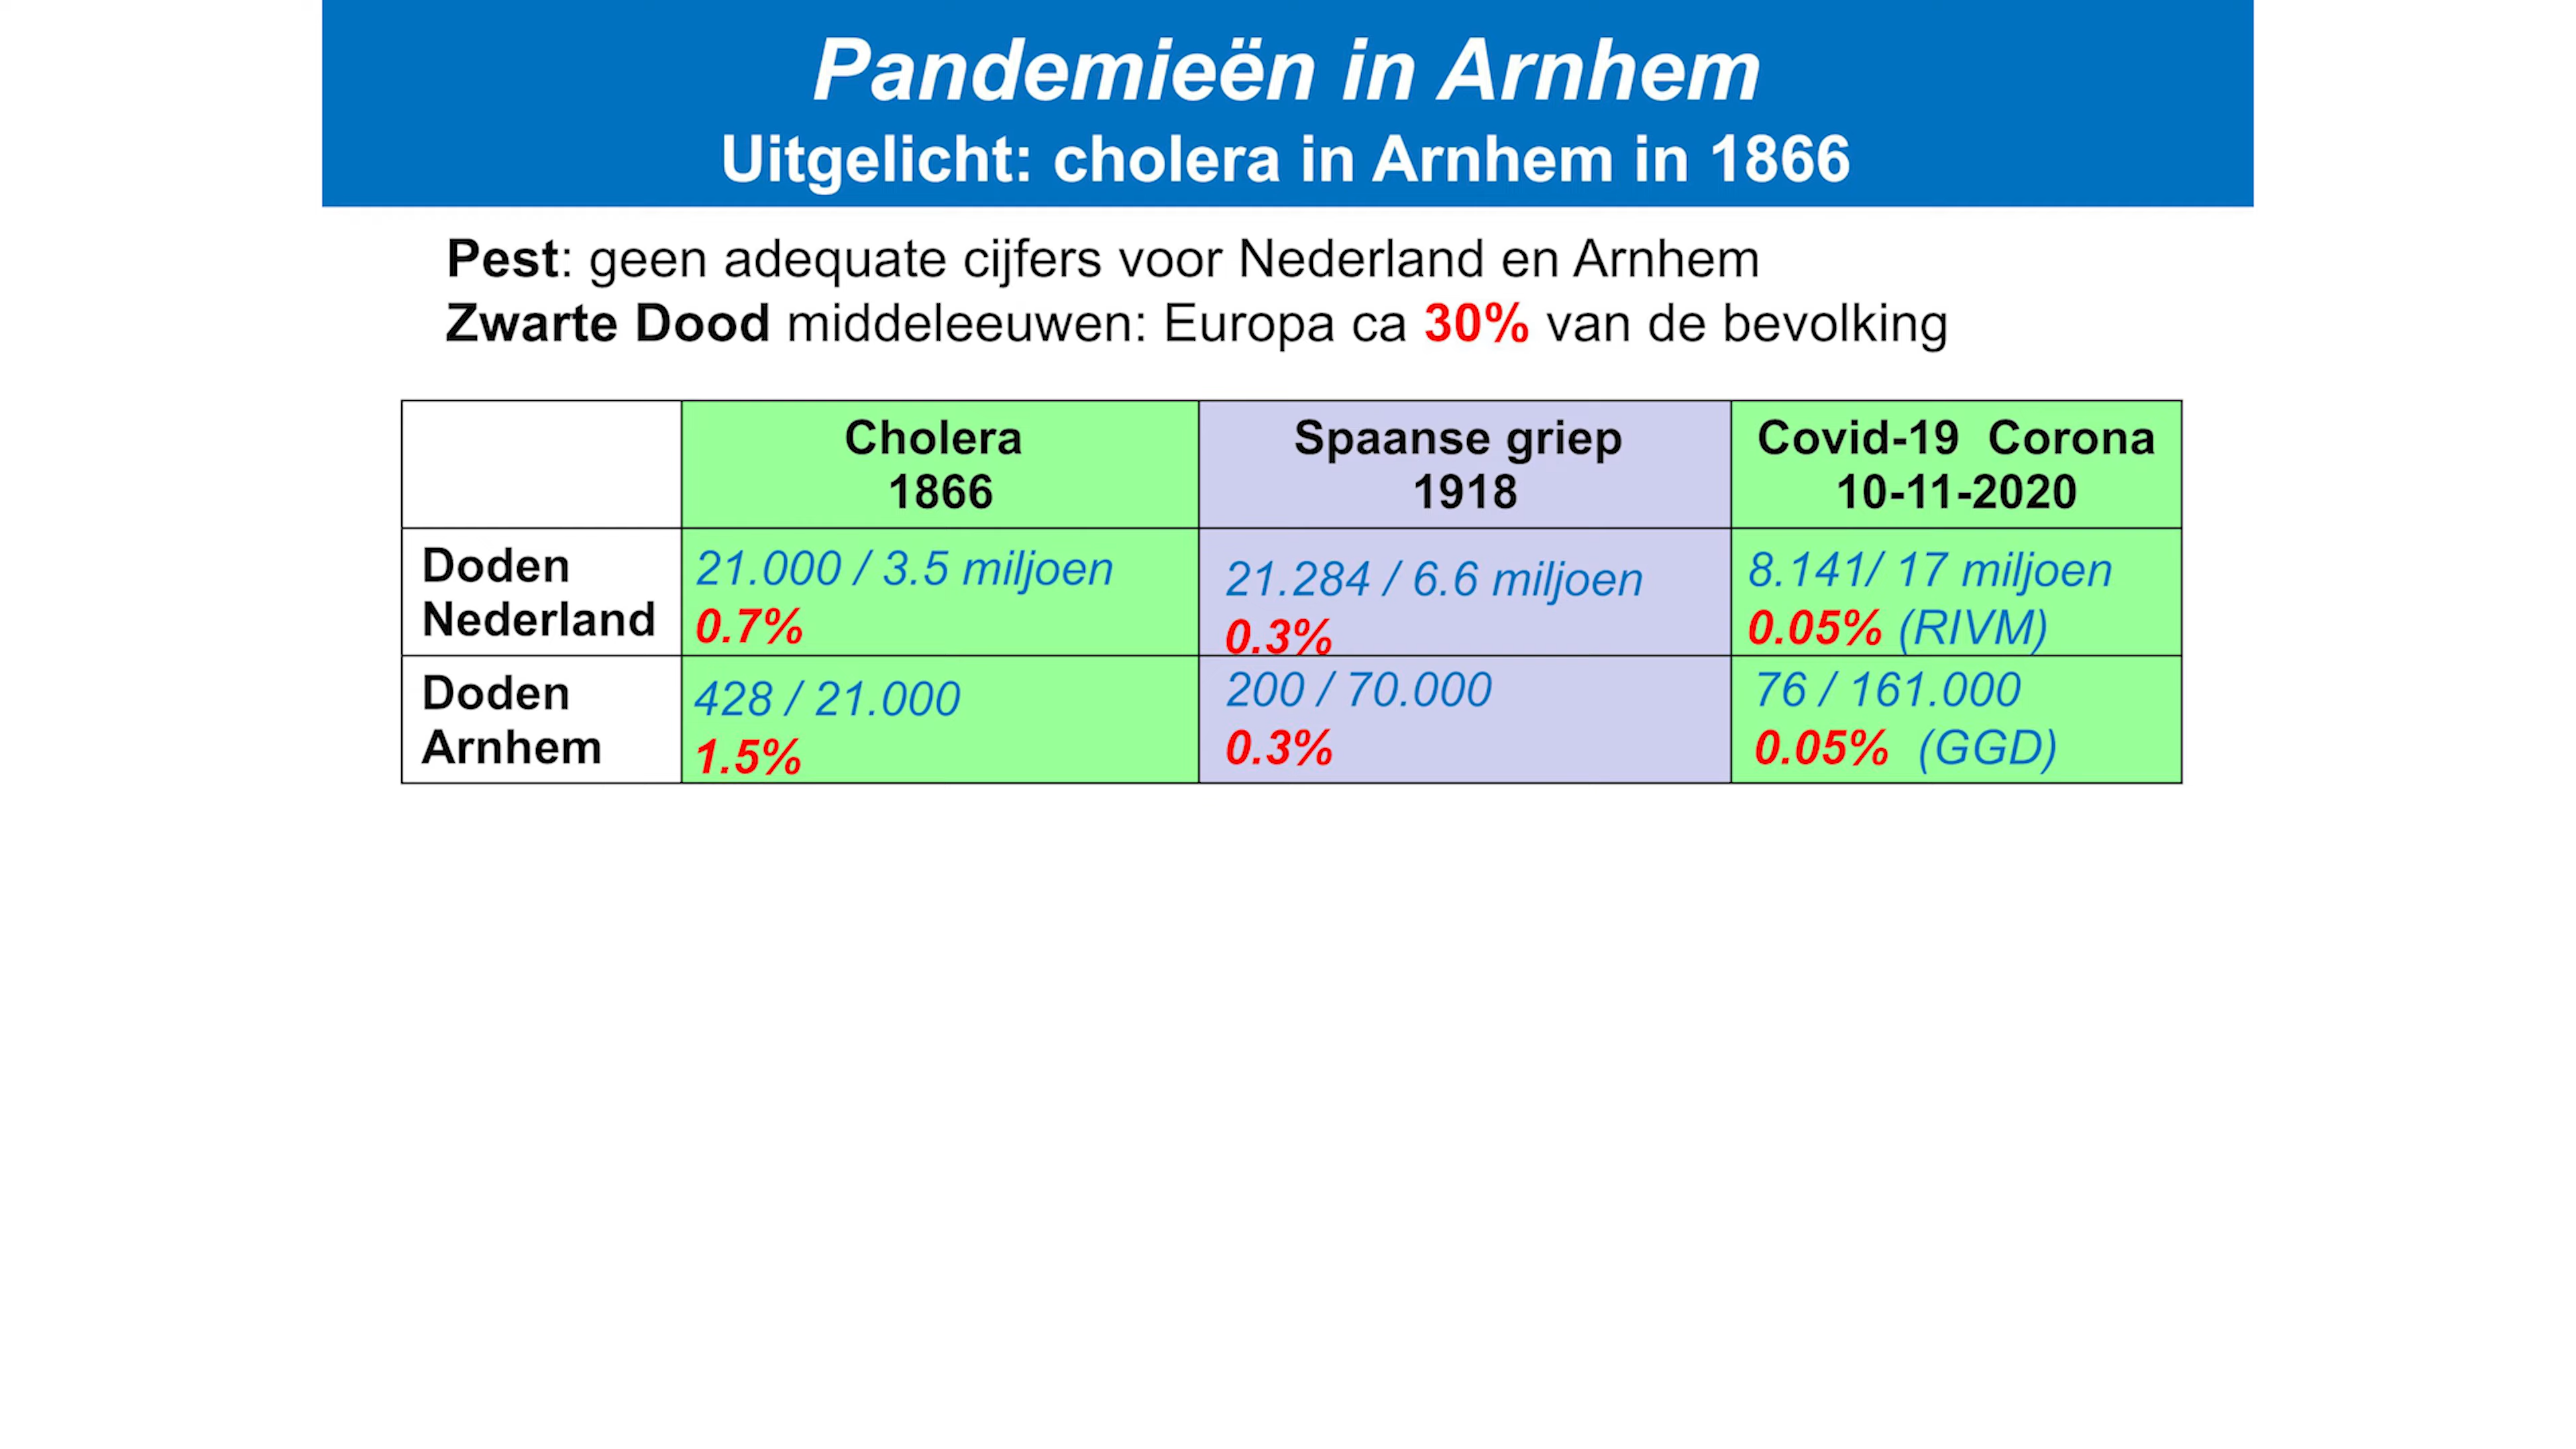 Pandemieën in Arnhem
Uitgelicht: cholera in Arnhem in 1866
Pest: geen adequate cijfers voor Nederland en Arnhem
Zwarte Dood middeleeuwen: Europa ca 30% van de bevolking
Cholera
1866
Spaanse griep
1918
Covid-19 Corona
10-11-2020
Doden
Nederland
21.000 / 3.5 miljoen
0.7%
21.284 / 6.6 miljoen
0.3%
8.141/ 17 miljoen
0.05% (RIVM)
Doden
Arnhem
428 / 21.000
1.5%
200 / 70.000
0.3%
76 / 161.000
0.05% (GGD)